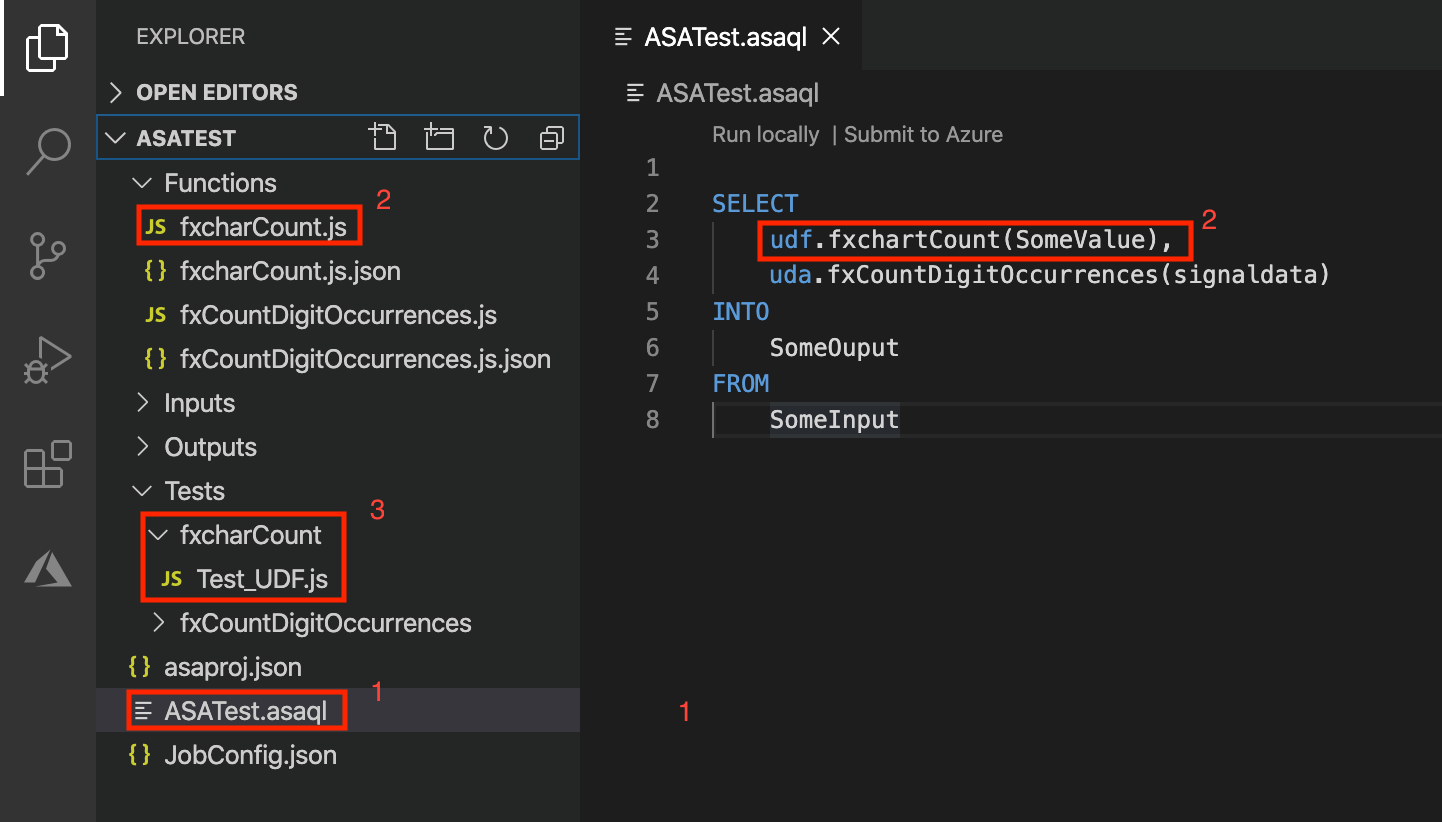 EXPLORER
OPEN EDITORS
ASATEST
Functions
2
JS fxcharCount.js
{ } fxcharCount.js.json
JS fxCountDigitOccurrences.js
{ } fxCountDigitOccurrences.js.json
Inputs
Outputs
Tests
3
fxcharCount
JS Test_UDF.js
fxCountDigitOccurrences
{ } asaproj.json
1
ASATest.asaql
{ } JobConfig.json
ASATest.asaql
ASATest.asaql
Run locally | Submit to Azure
1
2 SELECT
2
3 udf.fxchartCount(SomeValue),
4 uda.fxCountDigitOccurrences(signaldata)
5 INTO
6 SomeOuput
7 FROM
8 SomeInput
1